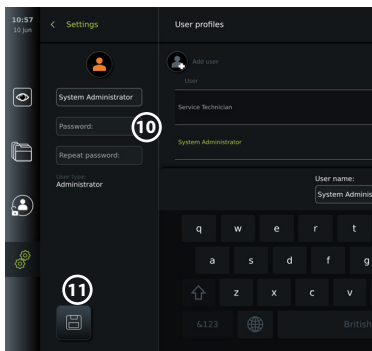 10:57
10 Jun
Settings
User profiles
Add user
User
System Administrator
Service Technician
Password:
10
System Administrator
Repeat password:
User type:
Administrator
User name:
System Adminis
q w e r t
a s d f g
11
z x c v
&123
British